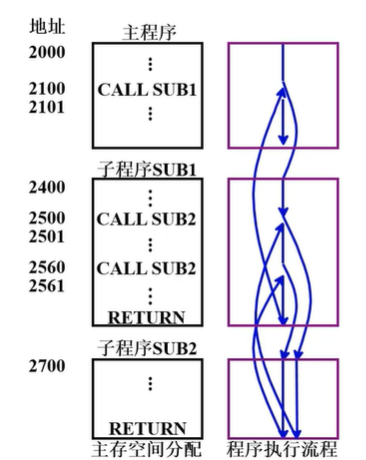 地址
主程序
2000
⋮
2100 CALL SUB1
2101
⋮
子程序SUB1
2400
⋮
2500 CALL SUB2
2501
⋮
2560 CALL SUB2
2561
⋮
RETURN
子程序SUB2
2700
⋮
RETURN
主存空间分配 程序执行流程